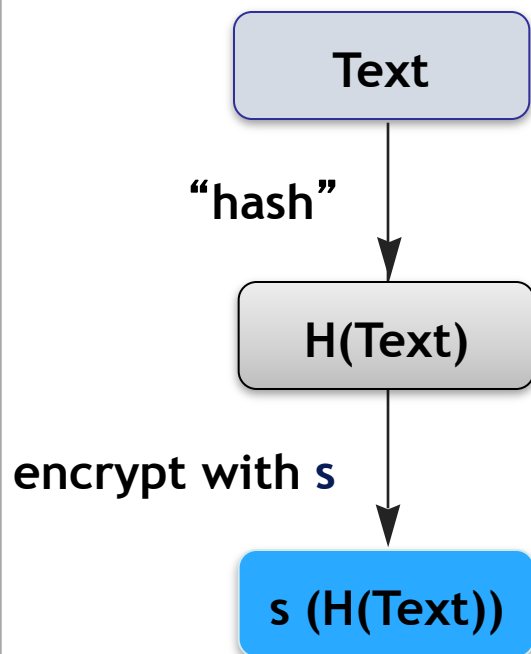 Text
“hash”
H(Text)
encrypt with s
s (H(Text))